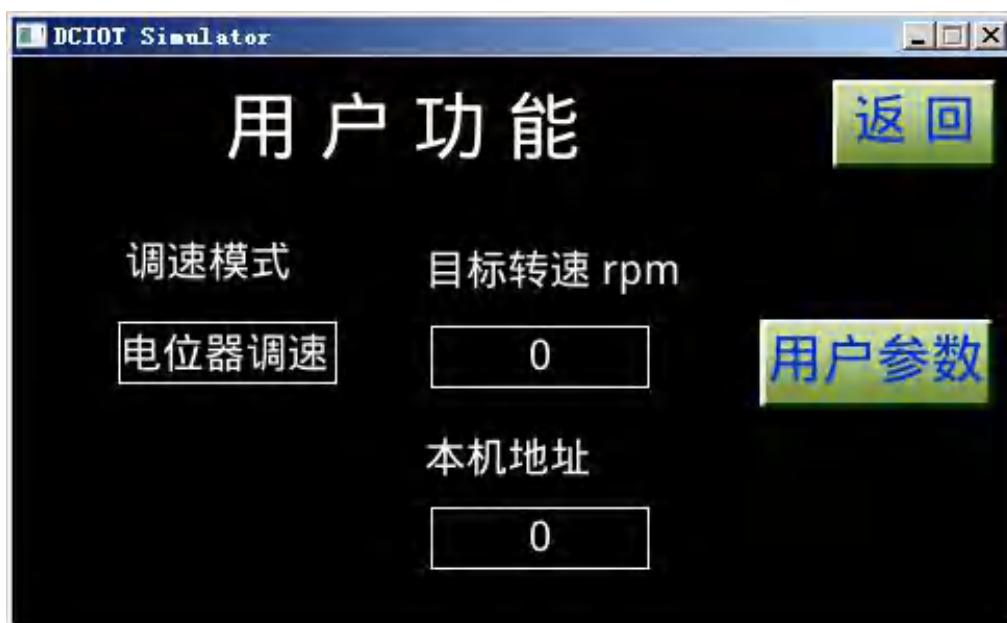 DCIOT Simulator
用户功能
返回
调速模式
目标转速 rpm
电位器调速
0
用户参数
本机地址
0